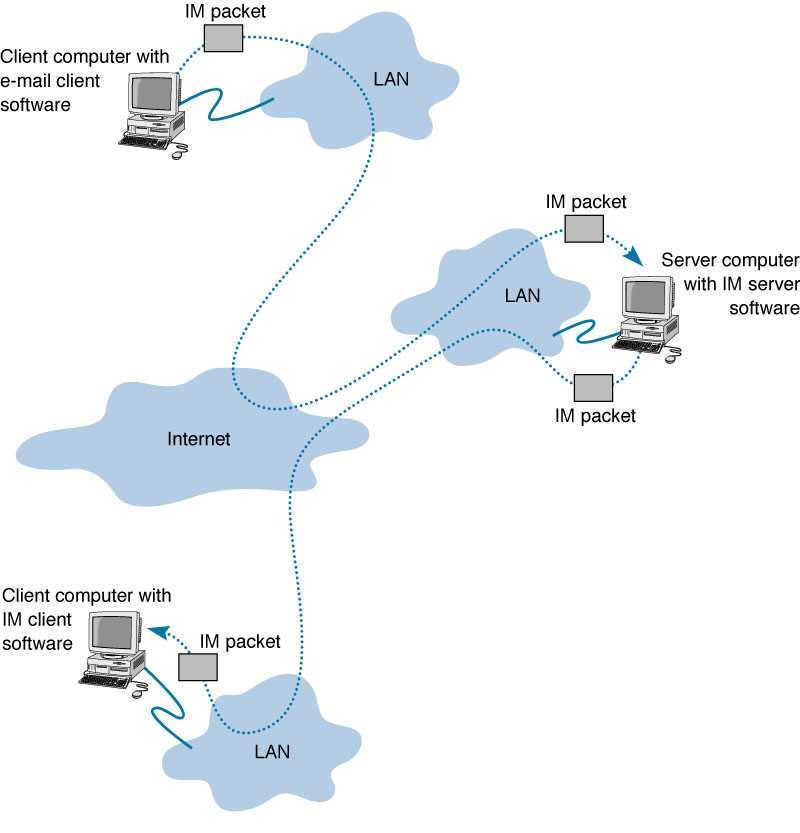 IM packet
Client computer with
e-mail client
software
LAN
IM packet
Server computer
with IM server
software
LAN
IM packet
Internet
Client computer with
IM client
software
IM packet
LAN